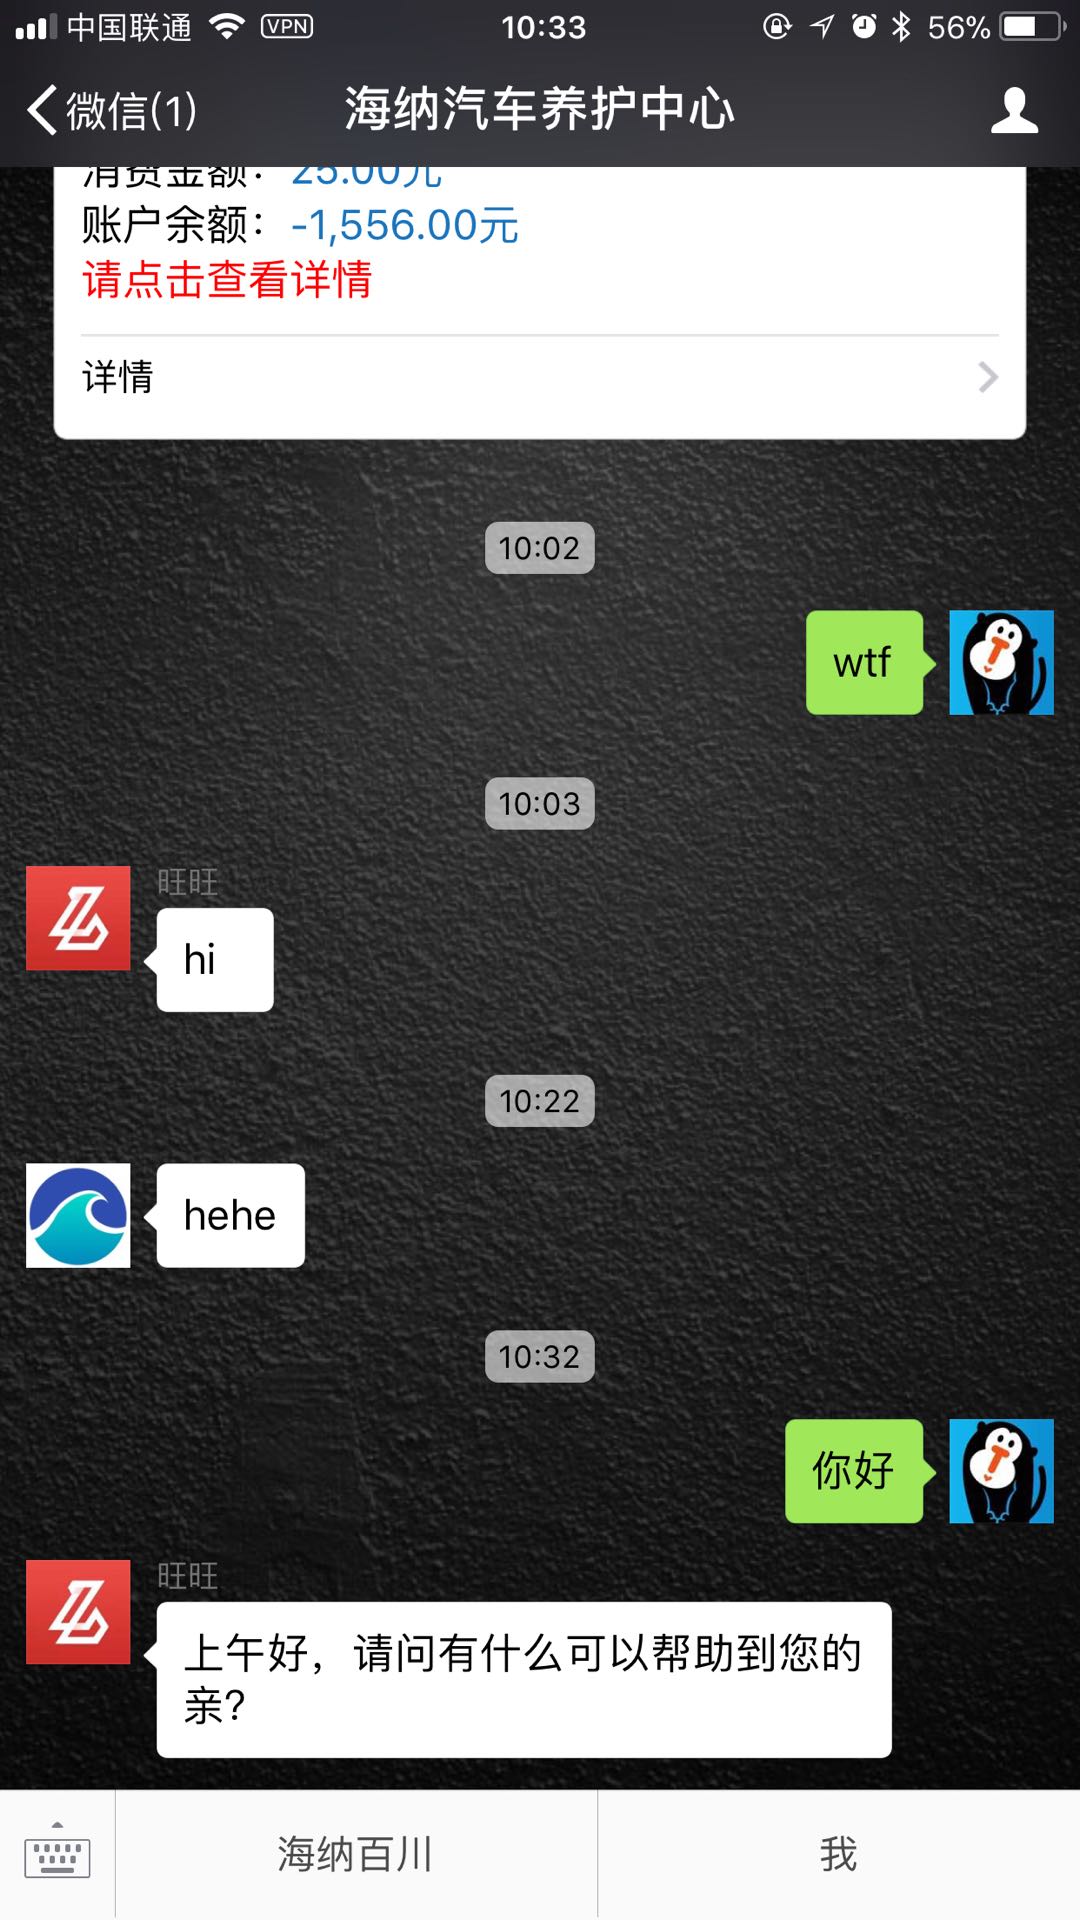 中国联通 VPN 10:33 56%
微信(1) 海纳汽车养护中心
消费金额：25.00元
账户余额：-1,556.00元
请点击查看详情
详情
10:02
wtf
10:03
旺旺
hi
10:22
hehe
10:32
你好
旺旺
上午好，请问有什么可以帮助到您的
亲?
海纳百川 我